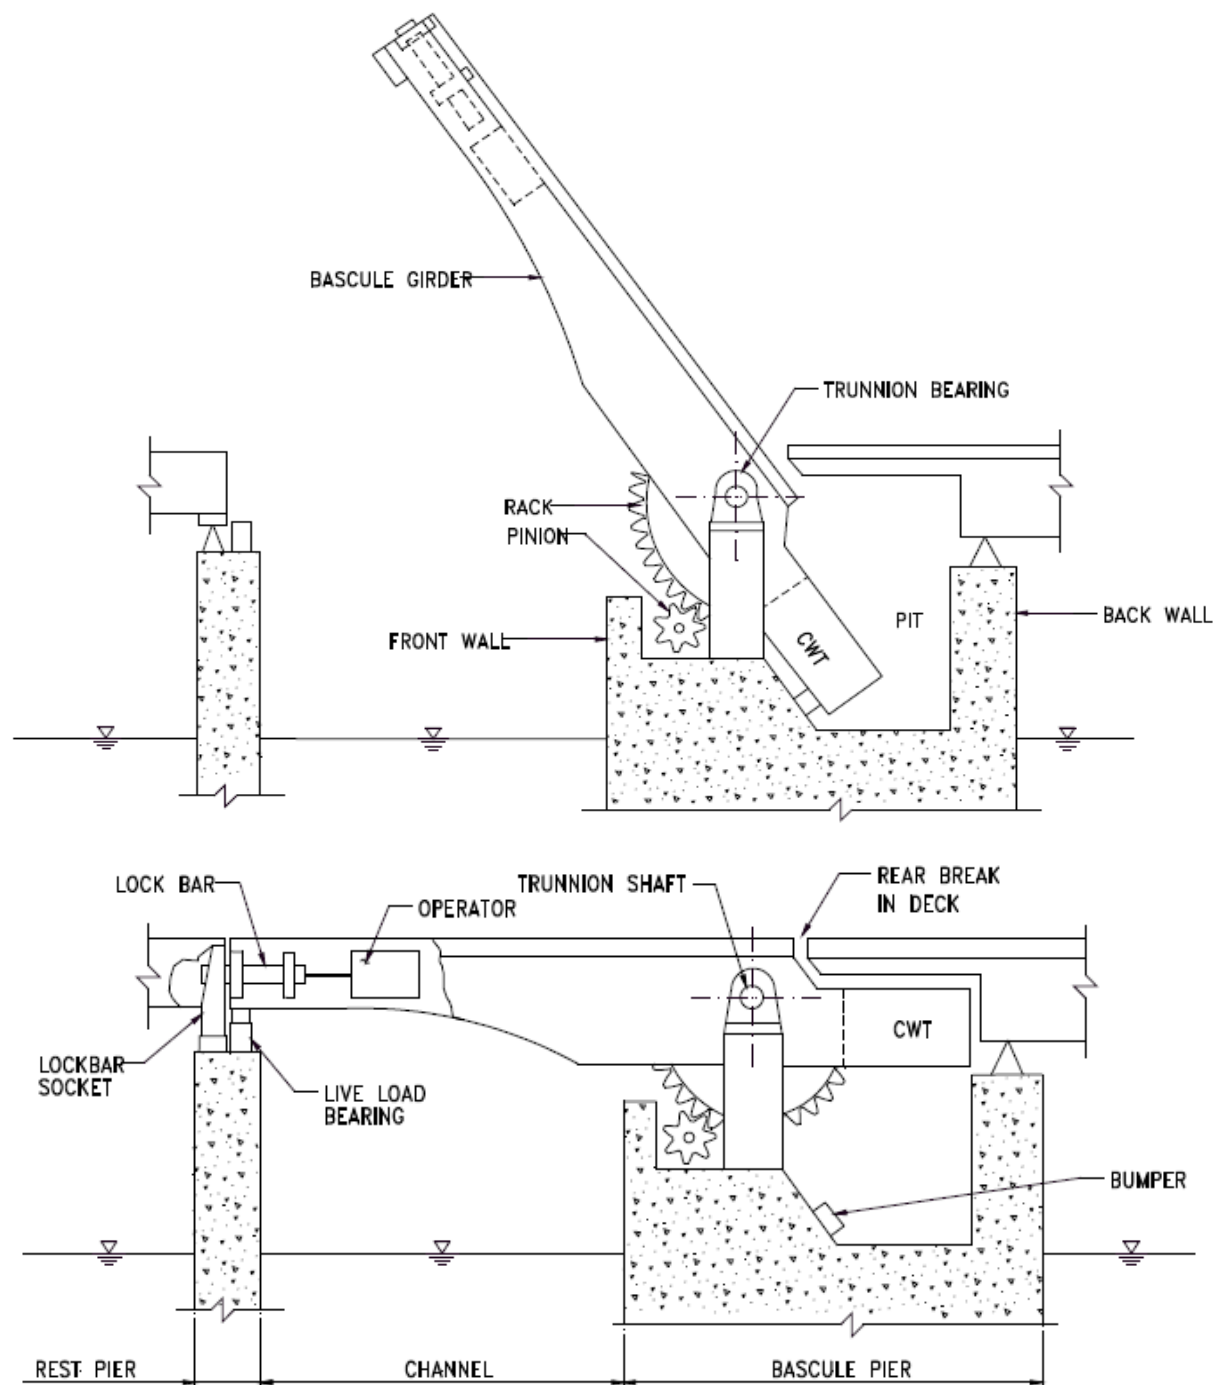 BASCULE GIRDER
TRUNNION BEARING
RACK
PINION
FRONT WALL
CWT
PIT
BACK WALL
LOCK BAR
OPERATOR
TRUNNION SHAFT
REAR BREAK
IN DECK
CWT
LOCKBAR
SOCKET
LIVE LOAD
BEARING
BUMPER
REST PIER
CHANNEL
BASCULE PIER